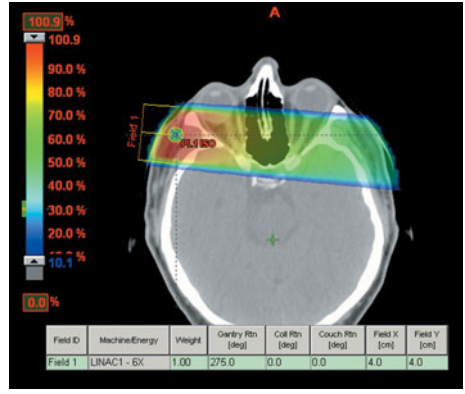 A
100.9 %
100.9
90.0 %
80.0 %
70.0 %
60.0 %
50.0 %
40.0 %
30.0 %
20.0 %
10.1
0.0 %
Field 1
PL1 ISO
Field ID Machine/Energy Weight Gantry Rtn [deg] Coll Rtn [deg] Couch Rtn [deg] Field X [cm] Field Y [cm]
Field 1 LINAC1 - 6X 1.00 275.0 0.0 0.0 4.0 4.0